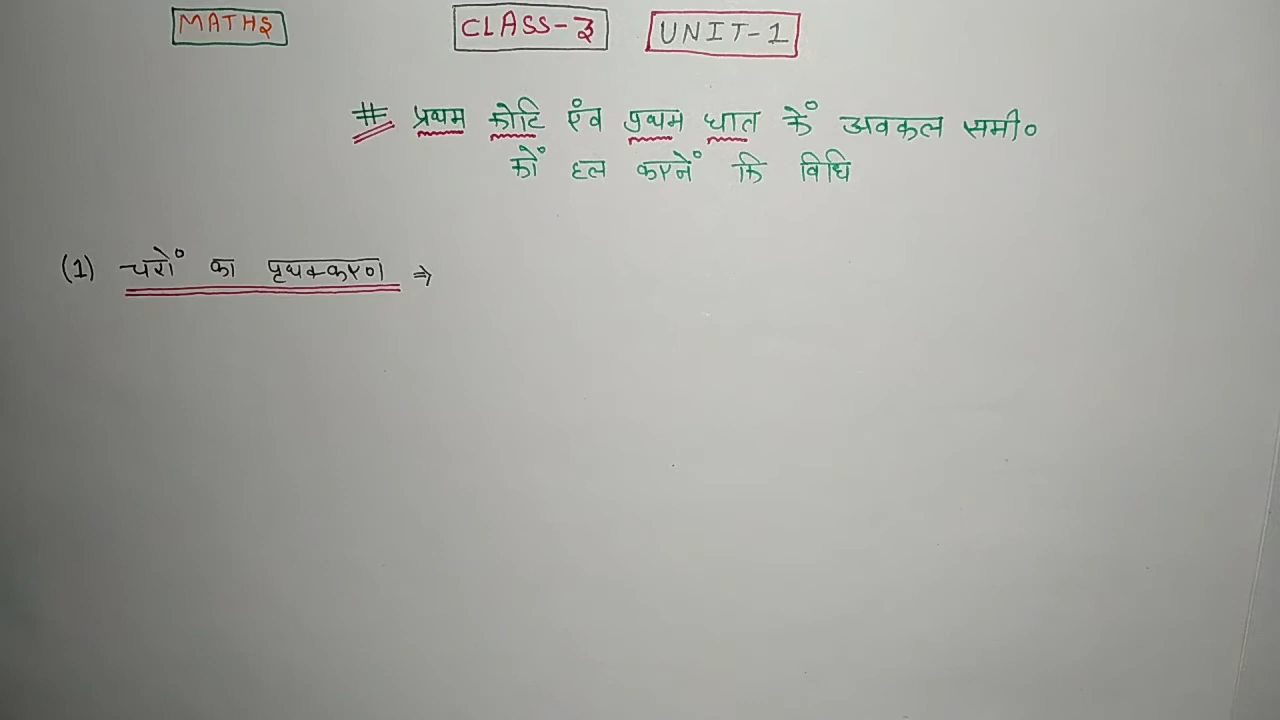 MATHS CLASS-3 UNIT-1
# प्रथम कोटि एंव प्रथम घात कें अवकल समी०
कों हल करनें कि विधि
(1) चरों का पृथक्करण ⇒